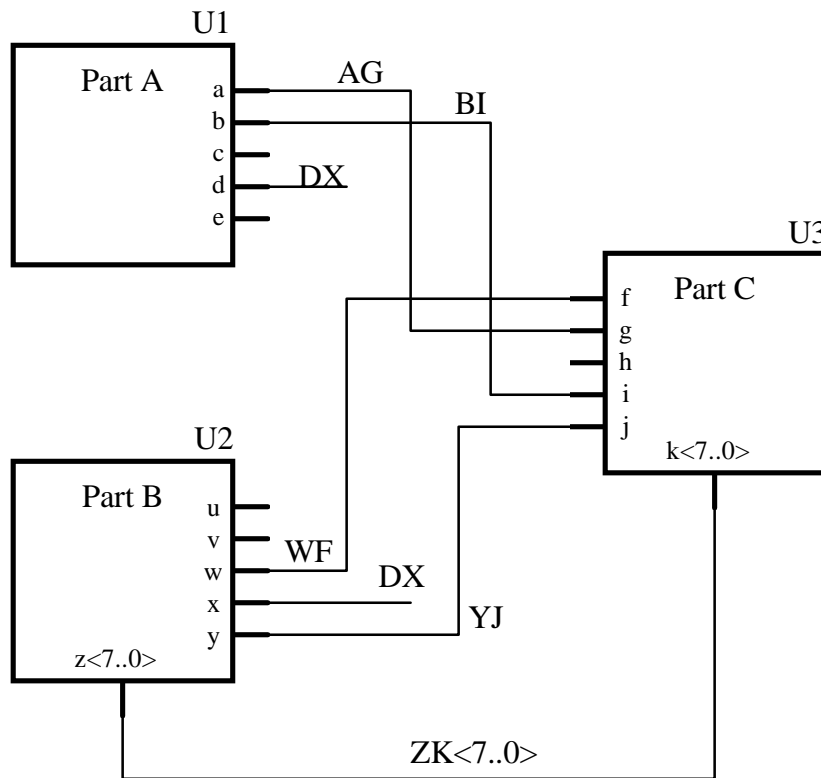 U1
Part A
a
AG
b
BI
c
d
DX
e
U3
Part C
f
g
h
i
j
k<7..0>
U2
Part B
u
v
w
WF
x
DX
y
YJ
z<7..0>
ZK<7..0>